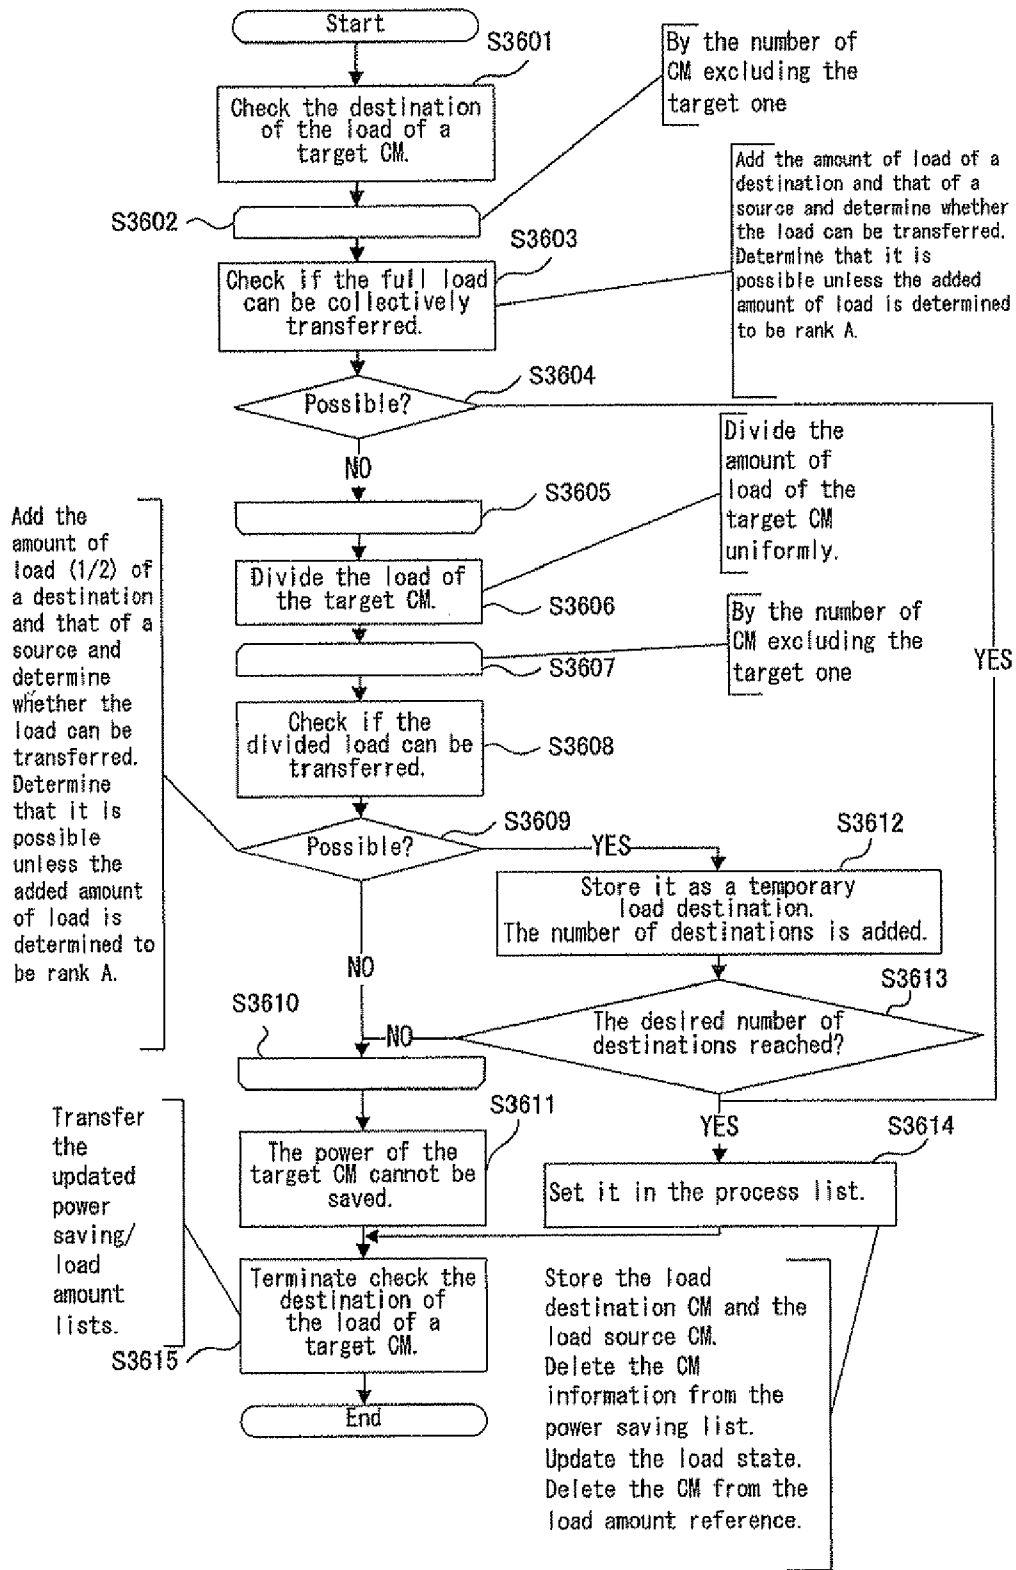 Start
S3601
By the number of
CM excluding the
target one
Check the destination
of the load of a
target CM.
S3602
S3603
Add the amount of load of a
destination and that of a
source and determine whether
the load can be transferred.
Determine that it is
possible unless the added
amount of load is determined
to be rank A.
Check if the full load
can be collectively
transferred.
S3604
Possible?
NO
YES
S3605
Divide the
amount of
load of the
target CM
uniformly.
Divide the load of
the target CM.
S3606
Add the
amount of
load (1/2) of
a destination
and that of a
source and
determine
whether the
load can be
transferred.
Determine
that it is
possible
unless the
added amount
of load is
determined to
be rank A.
By the number of
CM excluding the
target one
S3607
Check if the
divided load can be
transferred.
S3608
S3609
Possible?
YES
S3612
Store it as a temporary
load destination.
The number of destinations is added.
NO
S3613
The desired number of
destinations reached?
NO
S3610
YES
S3611
The power of the
target CM cannot be
saved.
S3614
Set it in the process list.
Transfer
the
updated
power
saving/
load
amount
lists.
Terminate check the
destination of
the load of a
target CM.
S3615
Store the load
destination CM and the
load source CM.
Delete the CM
information from the
power saving list.
Update the load state.
Delete the CM from the
load amount reference.
End